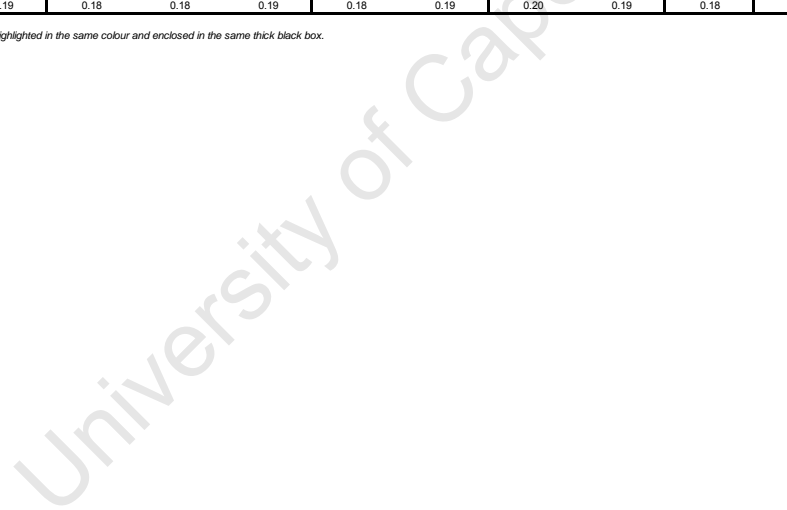 .19 0.18 0.18 0.19 0.18 0.19 0.20 0.19 0.18
ighlighted in the same colour and enclosed in the same thick black box.
University of Cape